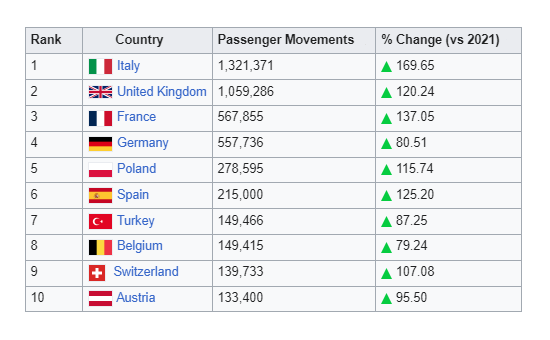 Rank Country Passenger Movements % Change (vs 2021)
1 Italy 1,321,371 169.65
2 United Kingdom 1,059,286 120.24
3 France 567,855 137.05
4 Germany 557,736 80.51
5 Poland 278,595 115.74
6 Spain 215,000 125.20
7 Turkey 149,466 87.25
8 Belgium 149,415 79.24
9 Switzerland 139,733 107.08
10 Austria 133,400 95.50